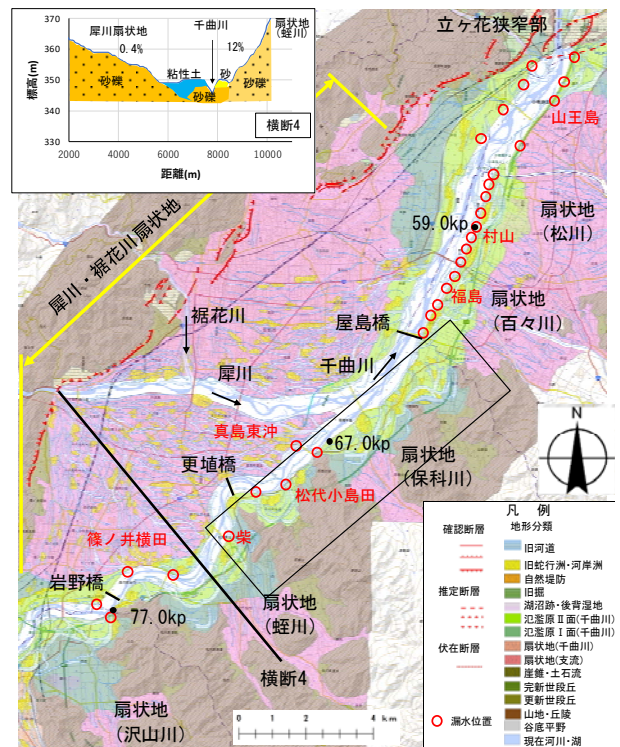 370
360
350
340
330
標高(m)
犀川扇状地
0.4%
千曲川
扇状地
(蛭川)
12%
砂礫
粘性土
砂
砂礫
砂礫
横断4
2000
4000
6000
8000
10000
距離(m)
立ヶ花狭窄部
山王島
扇状地
(松川)
59.0kp
村山
福島
扇状地
(百々川)
屋島橋
犀川・裾花川扇状地
裾花川
犀川
千曲川
真島東沖
67.0kp
扇状地
(保科川)
更埴橋
松代小島田
篠ノ井横田
柴
岩野橋
77.0kp
扇状地
(蛭川)
横断4
扇状地
(沢山川)
N
0
1
2
4
km
凡 例
確認断層
推定断層
伏在断層
漏水位置
地形分類
旧河道
旧蛇行洲・河岸洲
自然堤防
旧掘
湖沼跡・後背湿地
氾濫原Ⅱ面(千曲川)
氾濫原Ⅰ面(千曲川)
扇状地(千曲川)
扇状地(支流)
崖錐・土石流
完新世段丘
更新世段丘
山地・丘陵
谷底平野
現在河川・湖